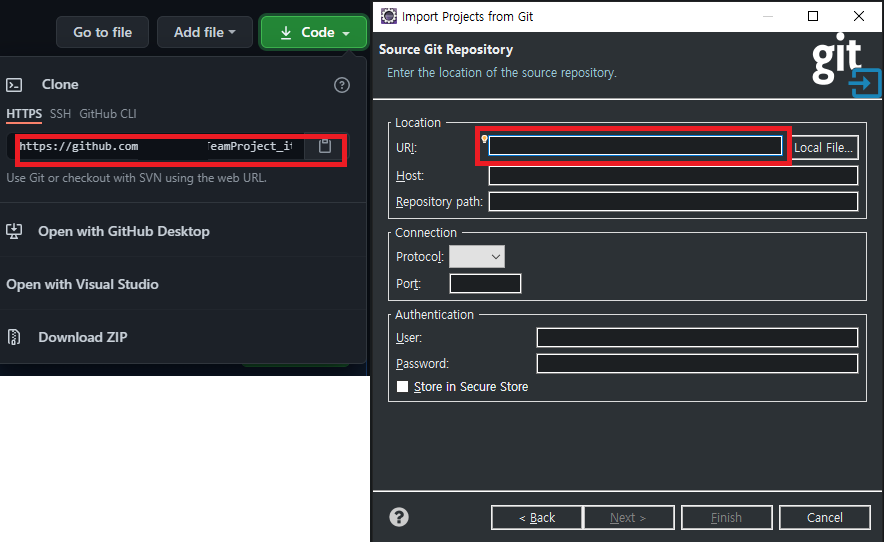 Go to file
Add file
Code
Clone
HTTPS SSH GitHub CLI
https://github.com
Use Git or checkout with SVN using the web URL.
Open with GitHub Desktop
Open with Visual Studio
Download ZIP
Import Projects from Git
Source Git Repository
Enter the location of the source repository.
git
Location
URI:
Local File...
Host:
Repository path:
Connection
Protocol:
Port:
Authentication
User:
Password:
Store in Secure Store
< Back
Next >
Finish
Cancel